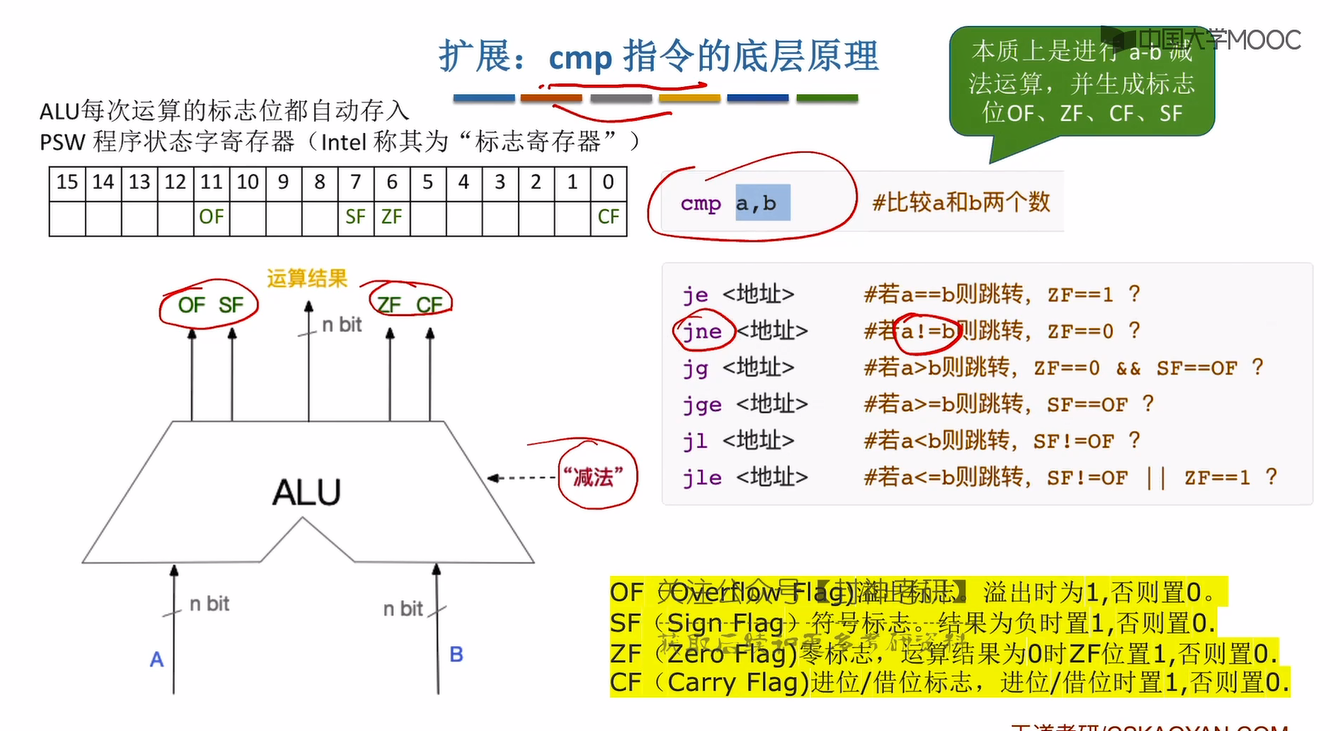 中国大学MOOC
扩展：cmp 指令的底层原理
本质上是进行 a-b 减
法运算，并生成标志
位OF、ZF、CF、SF
ALU每次运算的标志位都自动存入
PSW 程序状态字寄存器（Intel 称其为“标志寄存器”）
15 14 13 12 11 10 9 8 7 6 5 4 3 2 1 0
OF SF ZF CF
cmp a,b #比较a和b两个数
运算结果
OF SF ZF CF
n bit
je <地址> #若a==b则跳转，ZF==1 ?
jne <地址> #若a!=b则跳转，ZF==0 ?
jg <地址> #若a>b则跳转，ZF==0 && SF==OF ?
jge <地址> #若a>=b则跳转，SF==OF ?
jl <地址> #若a<b则跳转，SF!=OF ?
jle <地址> #若a<=b则跳转，SF!=OF || ZF==1 ?
“减法”
ALU
n bit n bit
A B
OF（Overflow Flag)溢出标志。溢出时为1,否则置0。
SF（Sign Flag）符号标志。结果为负时置1,否则置0.
ZF（Zero Flag)零标志，运算结果为0时ZF位置1,否则置0.
CF（Carry Flag)进位/借位标志，进位/借位时置1,否则置0.
关注公众号【封神考研】
王道考研/CSKAOYAN.COM